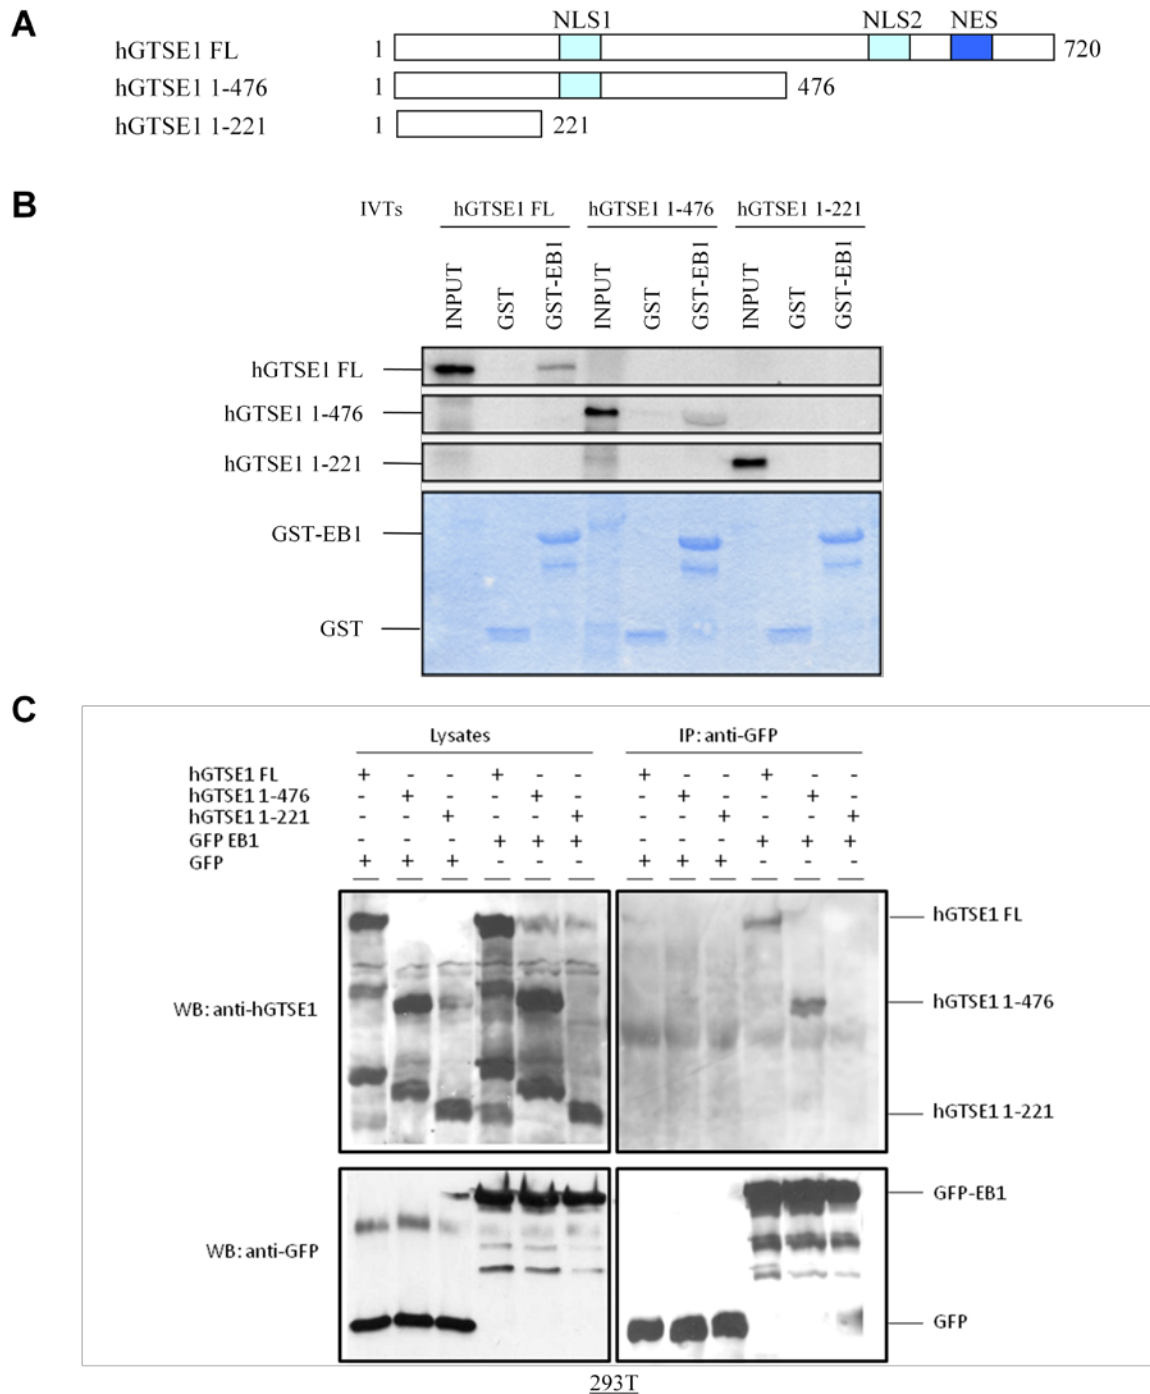 A
NLS1 NLS2 NES
hGTSE1 FL 1 720
hGTSE1 1-476 1 476
hGTSE1 1-221 1 221
B
IVTs hGTSE1 FL hGTSE1 1-476 hGTSE1 1-221
INPUT GST GST-EB1 INPUT GST GST-EB1 INPUT GST GST-EB1
hGTSE1 FL
hGTSE1 1-476
hGTSE1 1-221
GST-EB1
GST
C
Lysates IP: anti-GFP
hGTSE1 FL + - - + - - + - - + - -
hGTSE1 1-476 - + - - + - - + - - + -
hGTSE1 1-221 - - + - - + - - + - - +
GFP EB1 - - - + + + - - - + + +
GFP + + + - - - + + + - - -
hGTSE1 FL
WB: anti-hGTSE1 hGTSE1 1-476
hGTSE1 1-221
GFP-EB1
WB: anti-GFP
GFP
293T